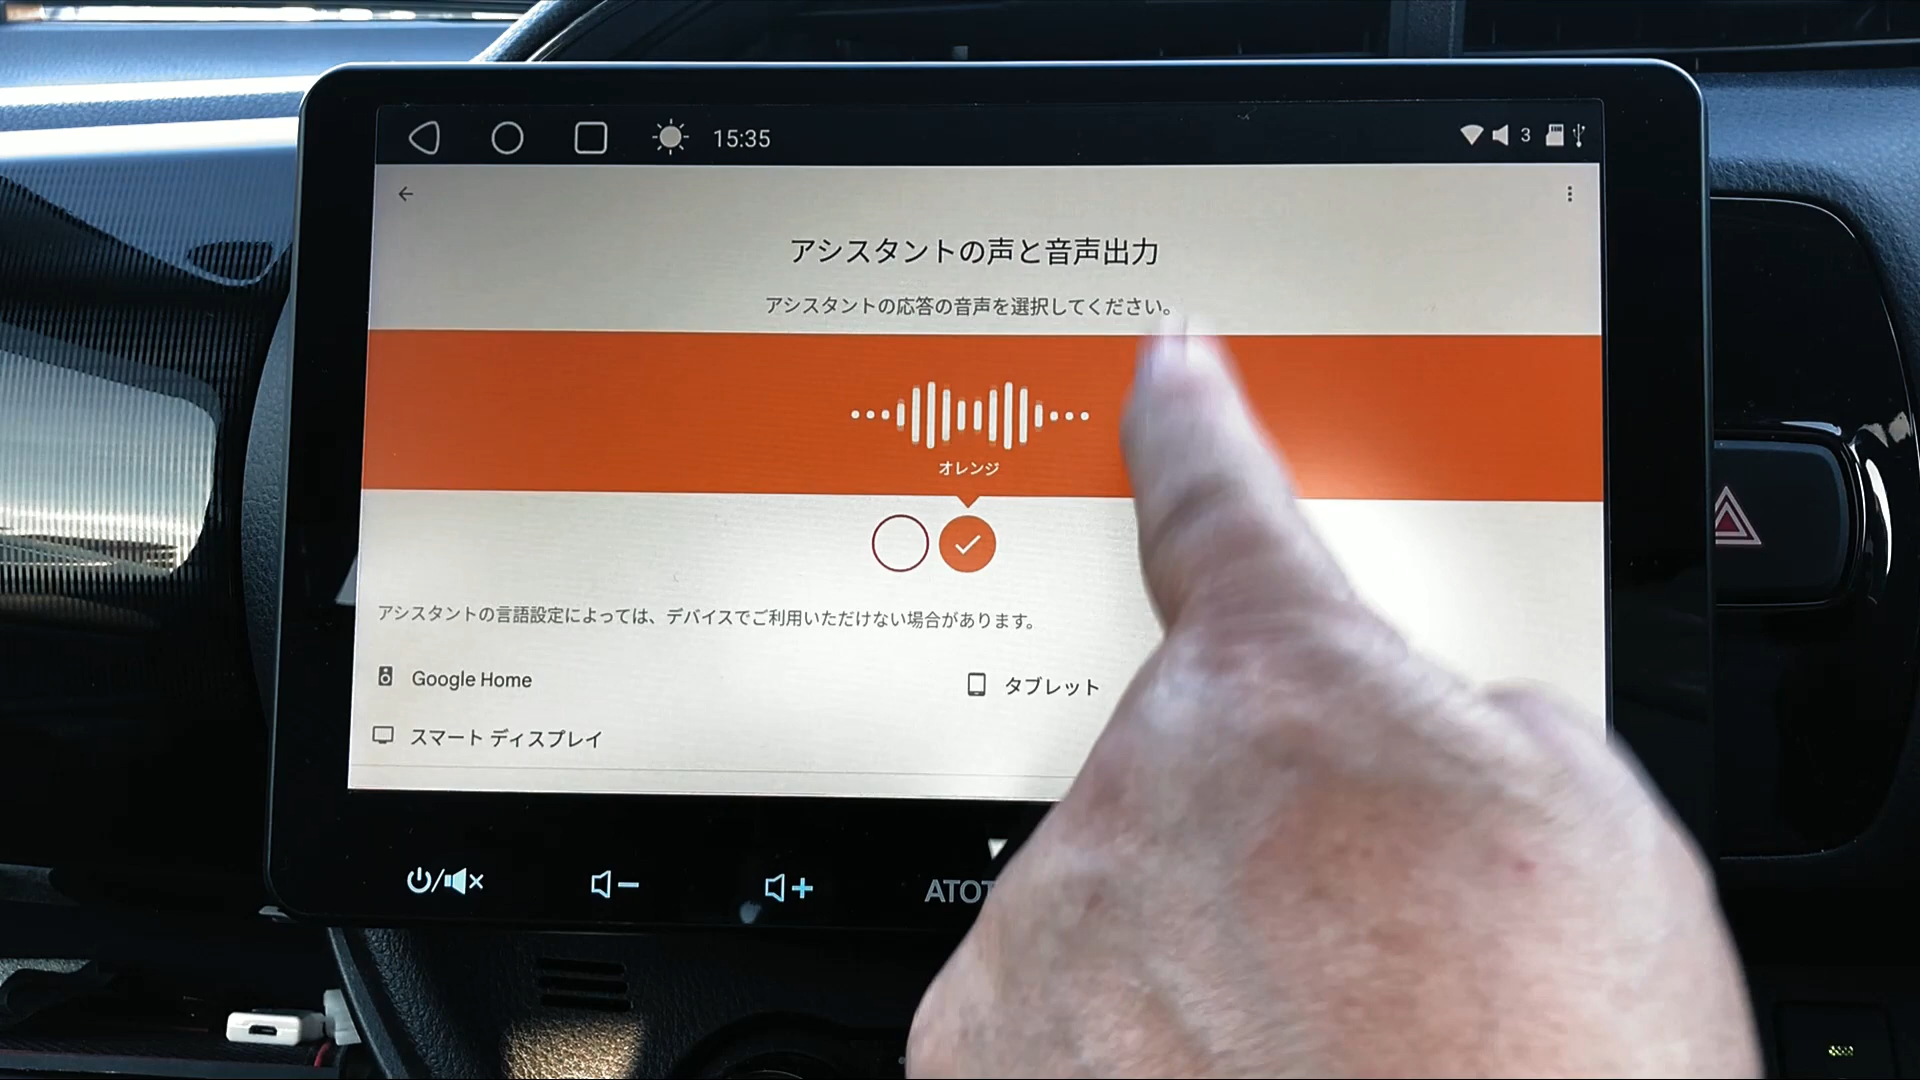 15:35
3
アシスタントの声と音声出力
アシスタントの応答の音声を選択してください。
オレンジ
アシスタントの言語設定によっては、デバイスでご利用いただけない場合があります。
Google Home
タブレット
スマート ディスプレイ